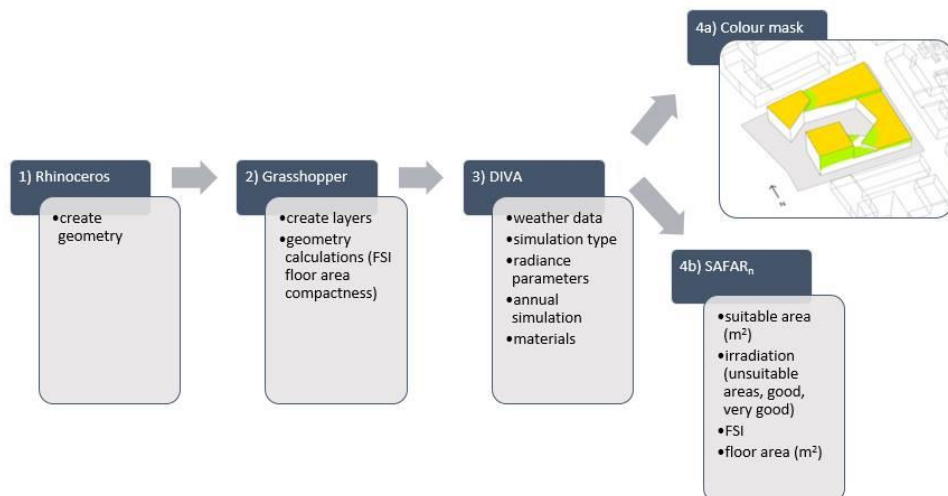 4a) Colour mask
N
1) Rhinoceros
•create
geometry
2) Grasshopper
•create layers
•geometry
calculations (FSI
floor area
compactness)
3) DIVA
•weather data
•simulation type
•radiance
parameters
•annual
simulation
•materials
4b) SAFARₙ
•suitable area
(m²)
•irradiation
(unsuitable
areas, good,
very good)
•FSI
•floor area (m²)